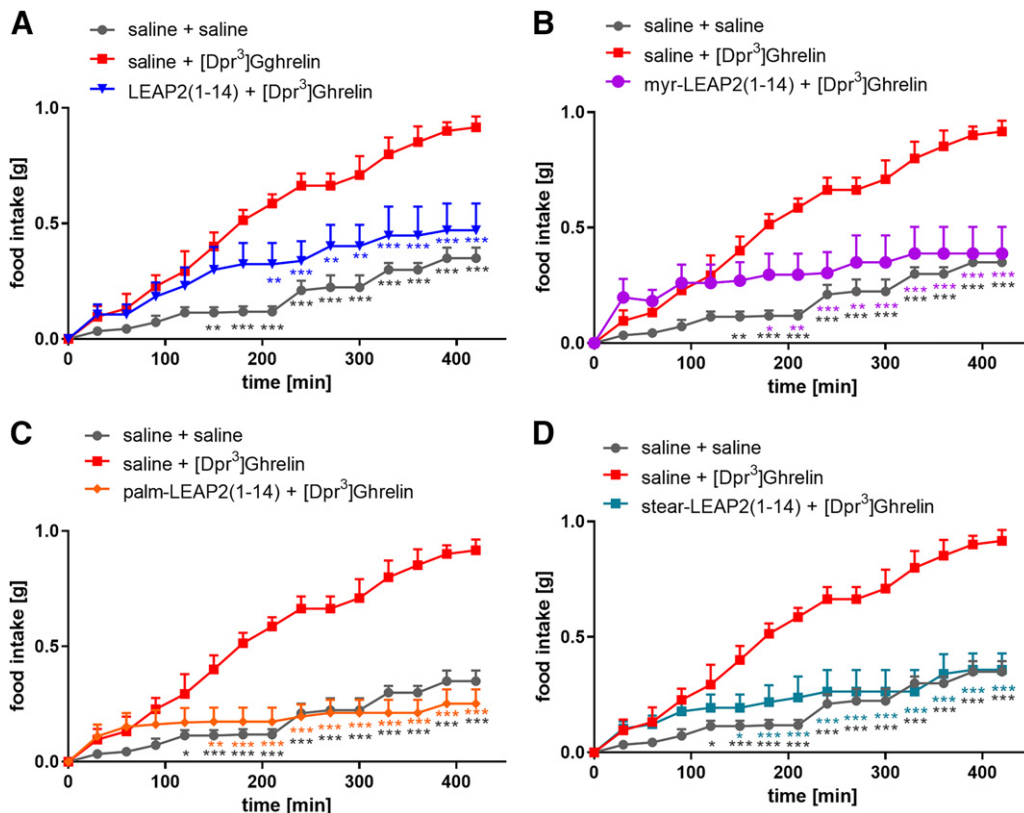 A
saline + saline
saline + [Dpr³]Gghrelin
LEAP2(1-14) + [Dpr³]Ghrelin
1.0
0.5
0.0
food intake [g]
0 100 200 300 400
time [min]
B
saline + saline
saline + [Dpr³]Ghrelin
myr-LEAP2(1-14) + [Dpr³]Ghrelin
1.0
0.5
0.0
food intake [g]
0 100 200 300 400
time [min]
C
saline + saline
saline + [Dpr³]Ghrelin
palm-LEAP2(1-14) + [Dpr³]Ghrelin
1.0
0.5
0.0
food intake [g]
0 100 200 300 400
time [min]
D
saline + saline
saline + [Dpr³]Ghrelin
stear-LEAP2(1-14) + [Dpr³]Ghrelin
1.0
0.5
0.0
food intake [g]
0 100 200 300 400
time [min]